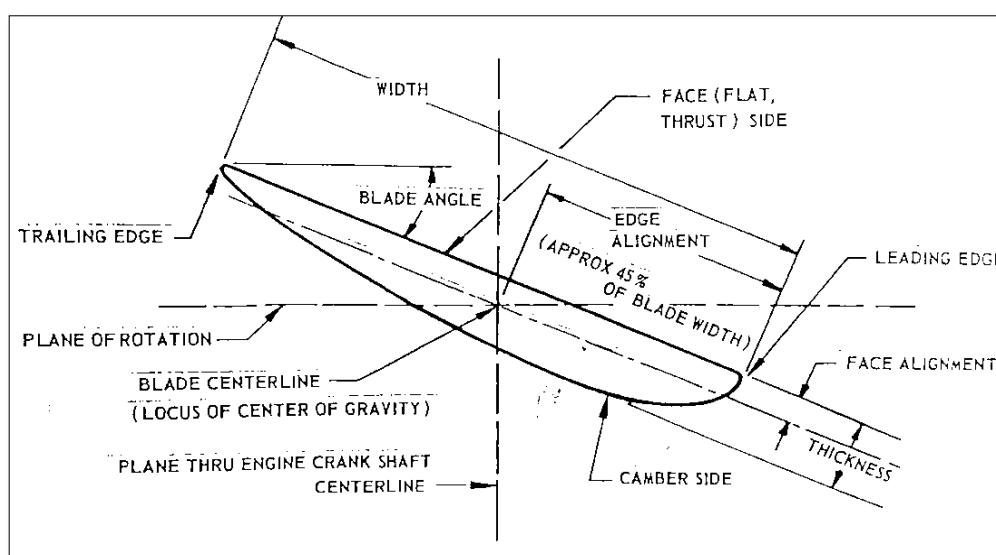 WIDTH
FACE (FLAT,
THRUST) SIDE
BLADE ANGLE
EDGE
ALIGNMENT
(APPROX 45%
OF BLADE WIDTH)
TRAILING EDGE
LEADING EDGE
PLANE OF ROTATION
FACE ALIGNMENT
BLADE CENTERLINE
(LOCUS OF CENTER OF GRAVITY)
THICKNESS
PLANE THRU ENGINE CRANK SHAFT
CENTERLINE
CAMBER SIDE